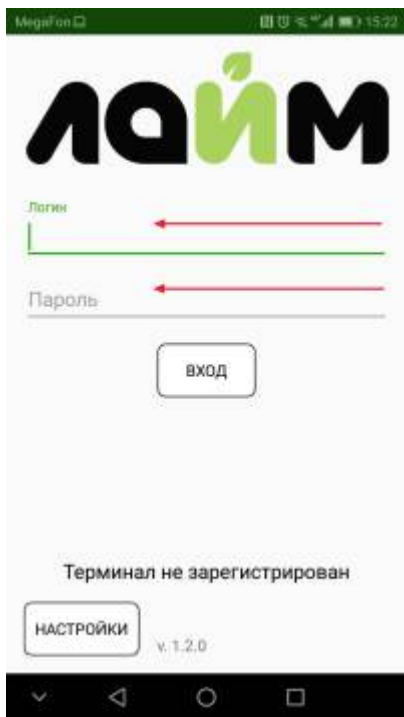 MegaFon
15:22
лайм
Логин
Пароль
ВХОД
Терминал не зарегистрирован
НАСТРОЙКИ
v. 1.2.0